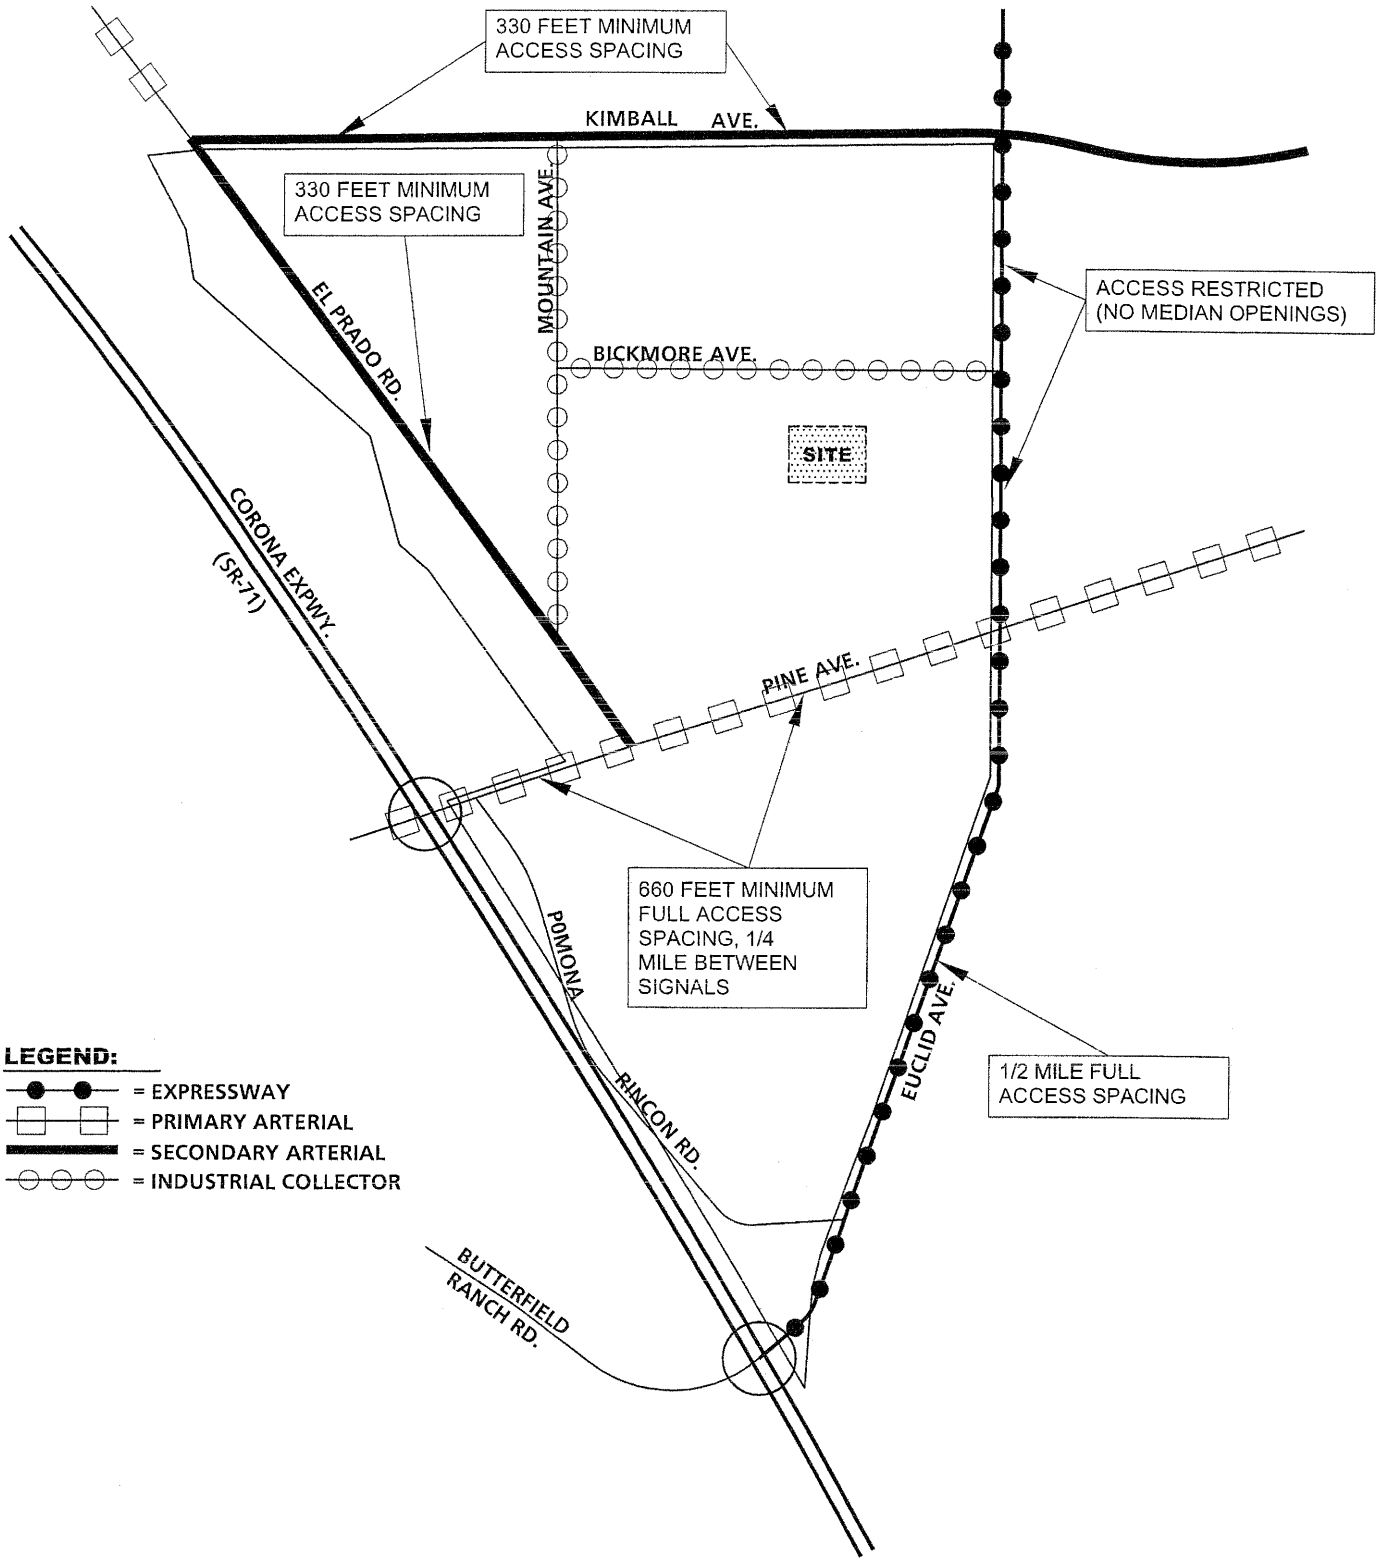 330 FEET MINIMUM
ACCESS SPACING
KIMBALL AVE.
330 FEET MINIMUM
ACCESS SPACING
MOUNTAIN AVE.
EL PRADO RD.
ACCESS RESTRICTED
(NO MEDIAN OPENINGS)
BICKMORE AVE.
SITE
CORONA EXPWY.
(SR-71)
PINE AVE.
660 FEET MINIMUM
FULL ACCESS
SPACING, 1/4
MILE BETWEEN
SIGNALS
POMONA
RINCON RD.
EUCLID AVE.
1/2 MILE FULL
ACCESS SPACING
LEGEND:
= EXPRESSWAY
= PRIMARY ARTERIAL
= SECONDARY ARTERIAL
= INDUSTRIAL COLLECTOR
BUTTERFIELD
RANCH RD.